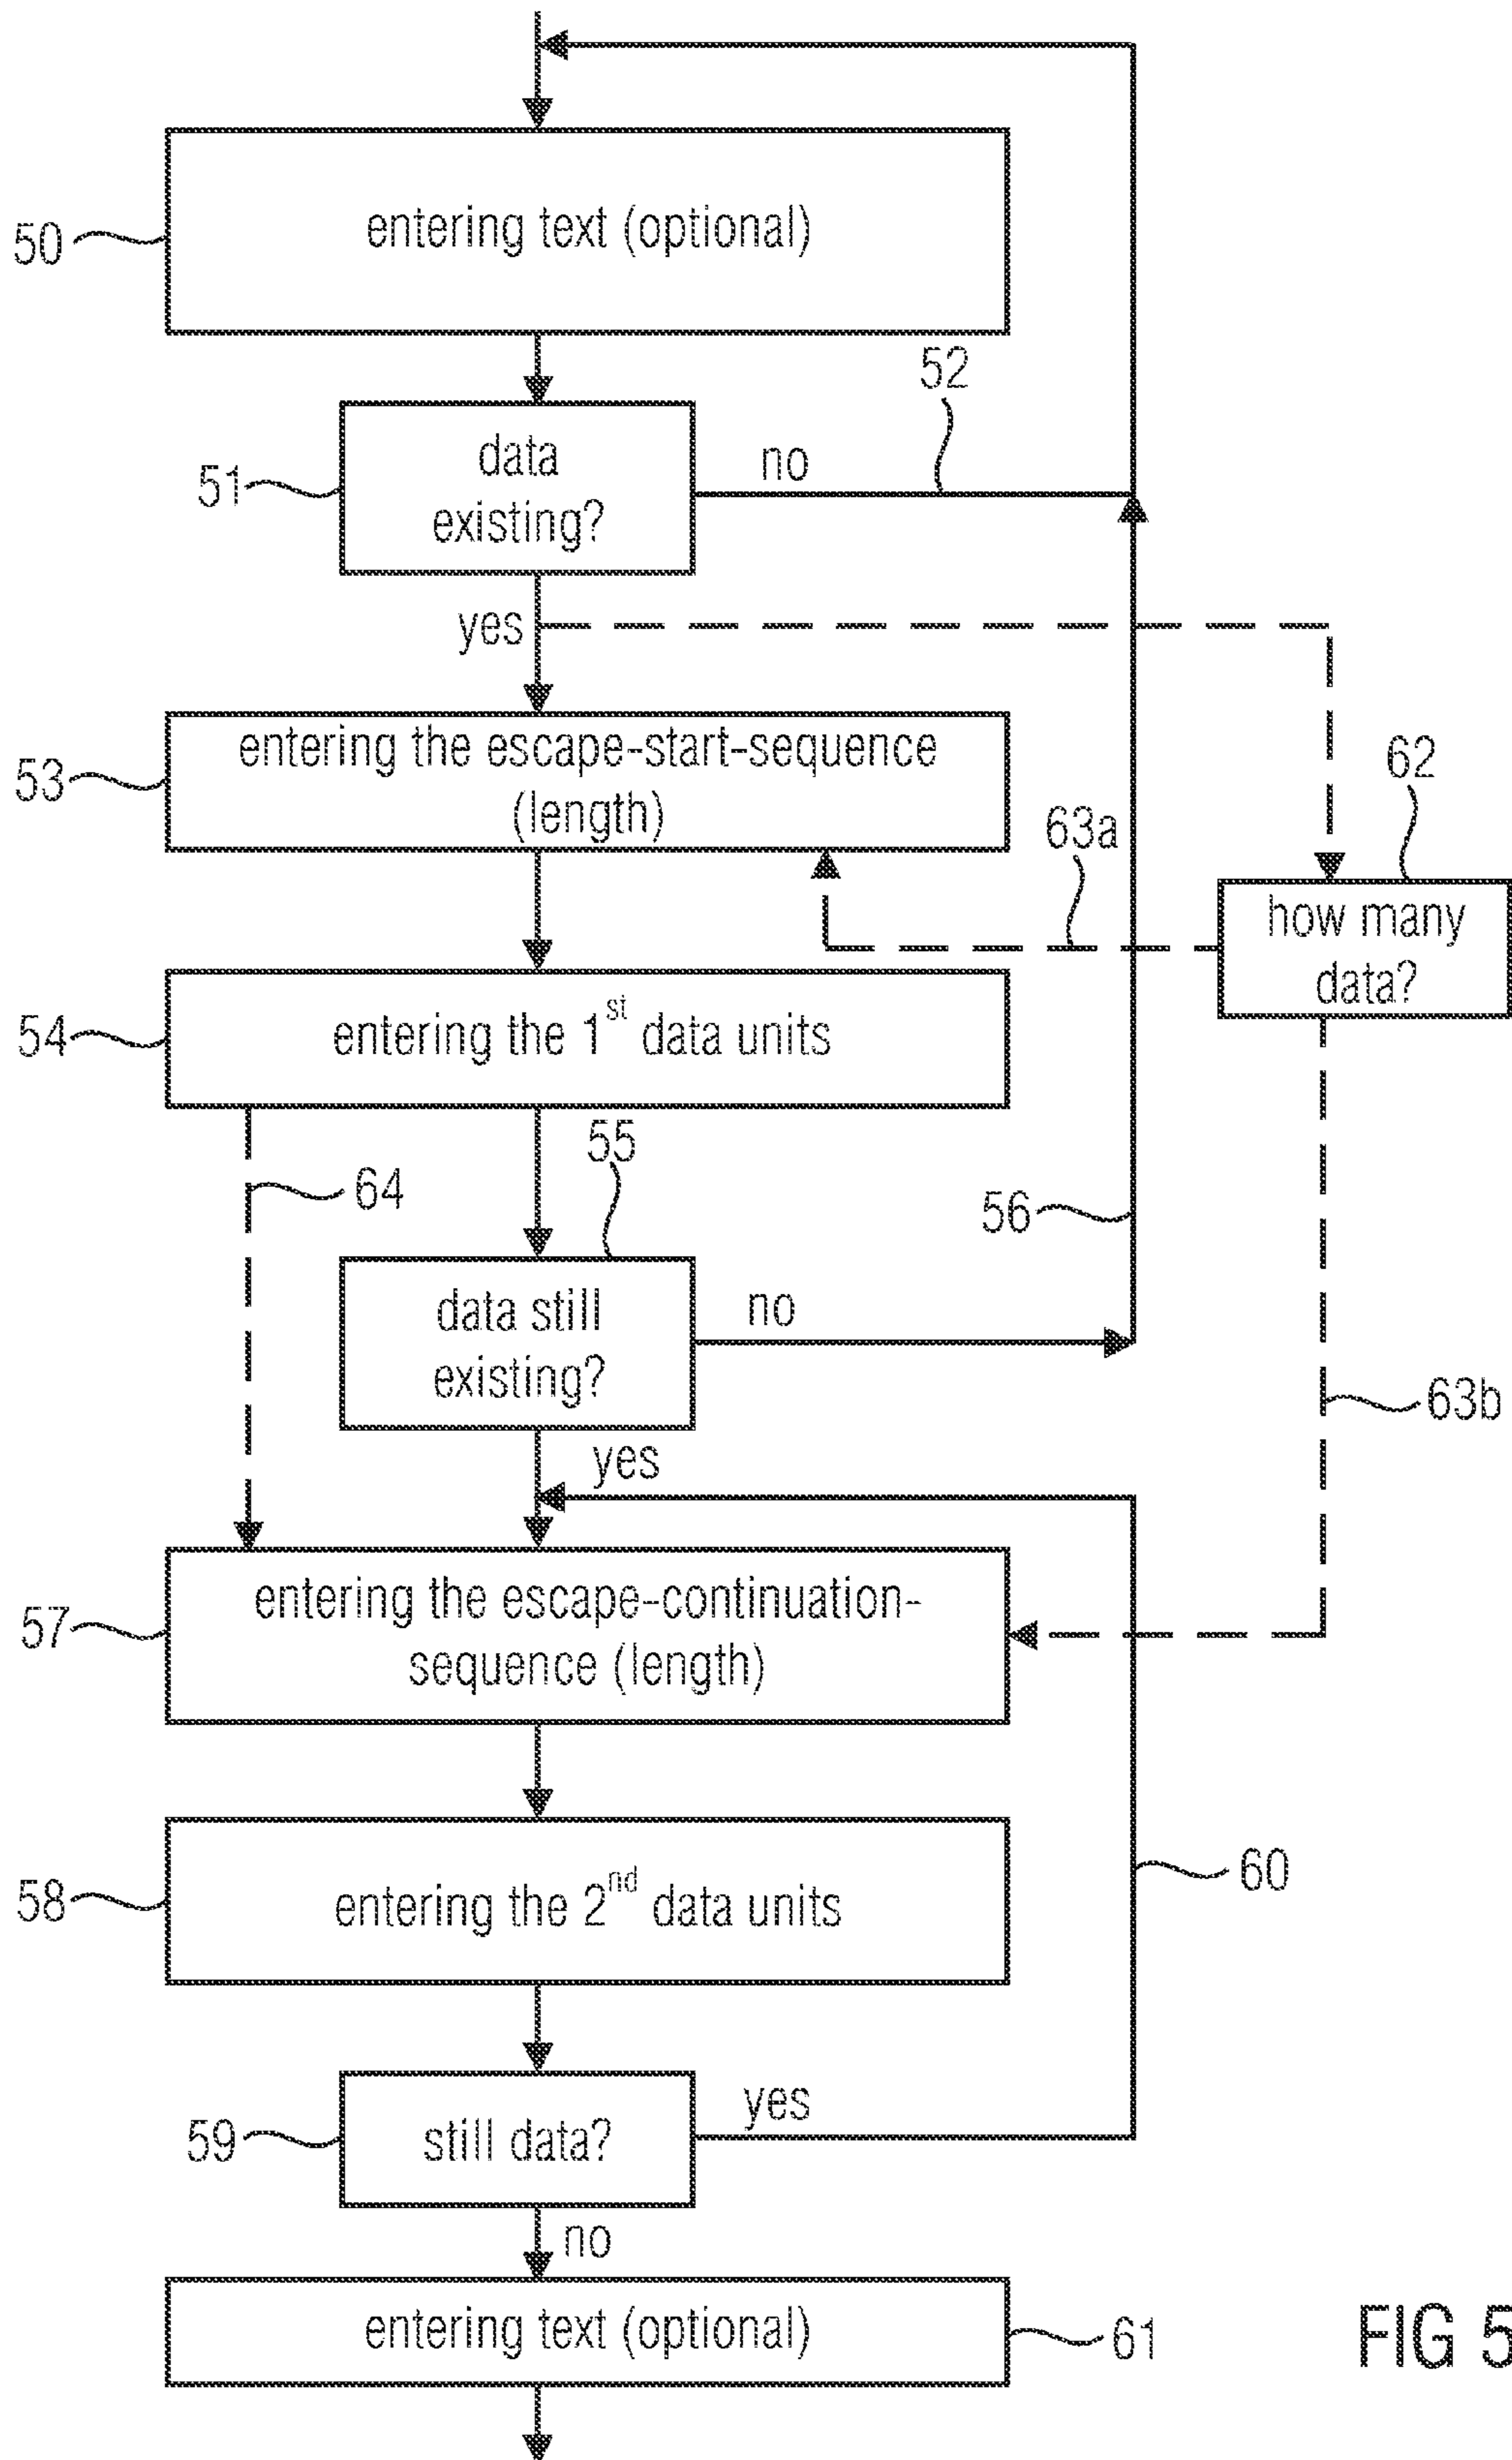 entering text (optional)
50
52
data
existing?
no
51
yes
entering the escape-start-sequence
(length)
53
62
63a
how many
data?
entering the 1st data units
54
55
64
56
data still
existing?
no
63b
yes
entering the escape-continuation-
sequence (length)
57
60
entering the 2nd data units
58
still data?
yes
59
no
entering text (optional)
61
FIG 5